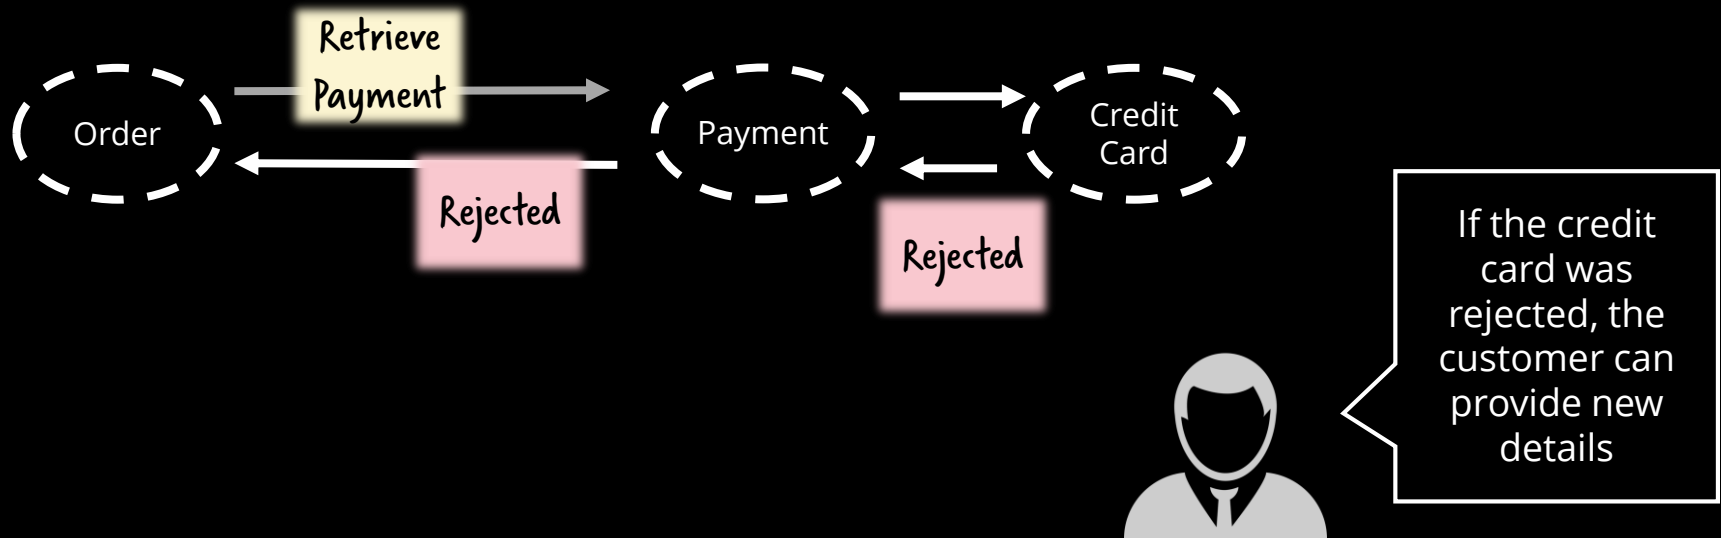 Retrieve
Payment
Order
Payment
Credit
Card
Rejected
Rejected
If the credit
card was
rejected, the
customer can
provide new
details